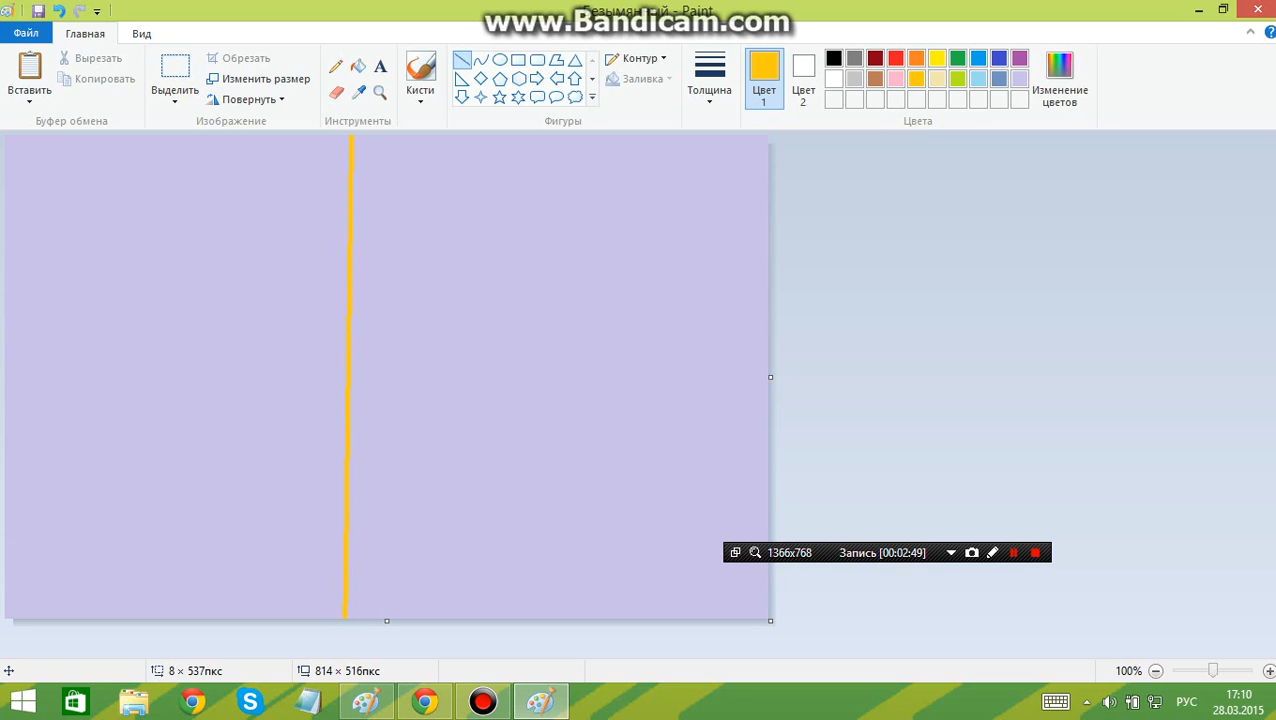 Безымянный - Paint
www.Bandicam.com
Файл
Главная
Вид
Вставить
Вырезать
Копировать
Буфер обмена
Выделить
Обрезать
Изменить размер
Повернуть
Изображение
A
Инструменты
Кисти
Контур
Заливка
Фигуры
Толщина
Цвет
1
Цвет
2
Изменение
цветов
Цвета
1366x768
Запись [00:02:49]
8 × 537пкс
814 × 516пкс
100%
РУС
17:10
28.03.2015